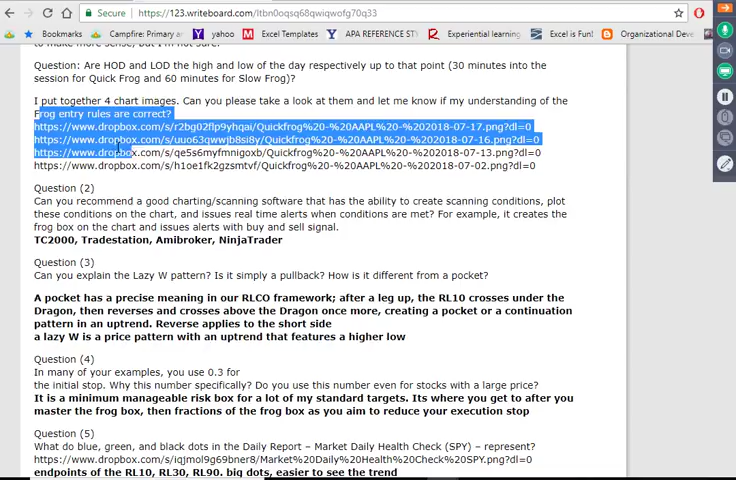 Secure | https://123.writeboard.com/ltbn0oqsq68qwiqwofg70q33
Apps Bookmarks Campfire: Primary ar yahoo Excel Templates APA REFERENCE STY Experiential learning Excel is Fun! Organizational Develo Deep
to make more sense, but I'm not sure.
Question: Are HOD and LOD the high and low of the day respectively up to that point (30 minutes into the
session for Quick Frog and 60 minutes for Slow Frog)?
I put together 4 chart images. Can you please take a look at them and let me know if my understanding of the
Frog entry rules are correct?
https://www.dropbox.com/s/r2bg02flp9yhqai/Quickfrog%20-%20AAPL%20-%202018-07-17.png?dl=0
https://www.dropbox.com/s/uuo63qwwjb8si8y/Quickfrog%20-%20AAPL%20-%202018-07-16.png?dl=0
https://www.dropbox.com/s/qe5s6myfmnigoxb/Quickfrog%20-%20AAPL%20-%202018-07-13.png?dl=0
https://www.dropbox.com/s/h1oe1fk2gzsmtvf/Quickfrog%20-%20AAPL%20-%202018-07-02.png?dl=0
Question (2)
Can you recommend a good charting/scanning software that has the ability to create scanning conditions, plot
these conditions on the chart, and issues real time alerts when conditions are met? For example, it creates the
frog box on the chart and issues alerts with buy and sell signal.
TC2000, Tradestation, Amibroker, NinjaTrader
Question (3)
Can you explain the Lazy W pattern? Is it simply a pullback? How is it different from a pocket?
A pocket has a precise meaning in our RLCO framework; after a leg up, the RL10 crosses under the
Dragon, then reverses and crosses above the Dragon once more, creating a pocket or a continuation
pattern in an uptrend. Reverse applies to the short side
a lazy W is a price pattern with an uptrend that features a higher low
Question (4)
In many of your examples, you use 0.3 for
the initial stop. Why this number specifically? Do you use this number even for stocks with a large price?
It is a minimum manageable risk box for a lot of my standard targets. Its where you get to after you
master the frog box, then fractions of the frog box as you aim to reduce your execution stop
Question (5)
What do blue, green, and black dots in the Daily Report – Market Daily Health Check (SPY) – represent?
https://www.dropbox.com/s/iqjmol9g69bner8/Market%20Daily%20Health%20Check%20SPY.png?dl=0
endpoints of the RL10, RL30, RL90. big dots, easier to see the trend